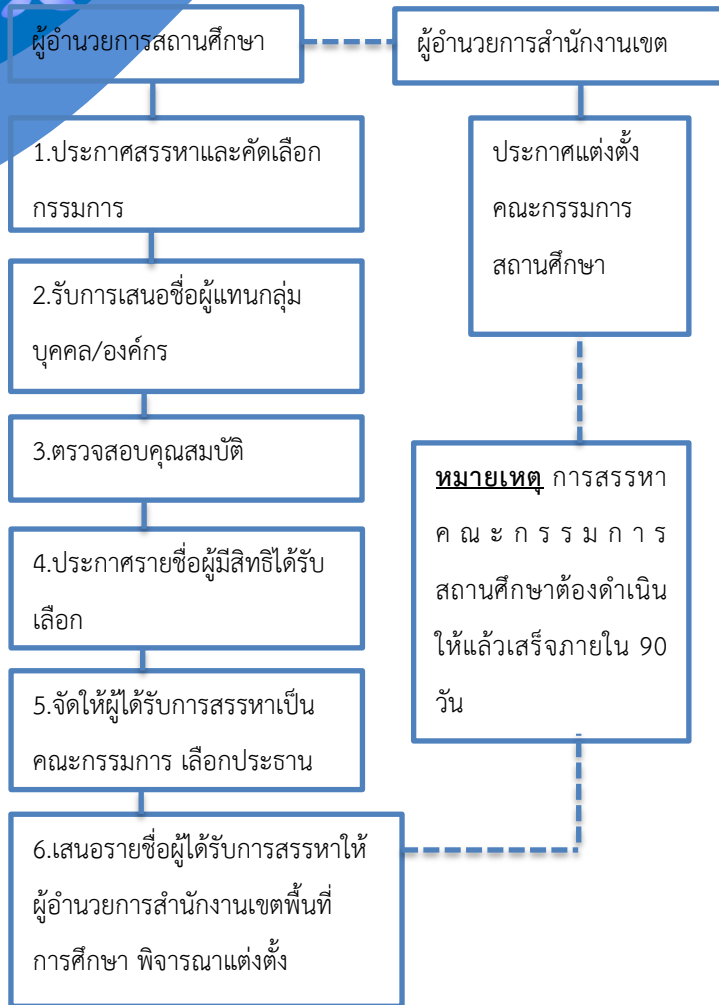 ผู้อำนวยการสถานศึกษา
ผู้อำนวยการสำนักงานเขต
1.ประกาศสรรหาและคัดเลือก
กรรมการ
2.รับการเสนอชื่อผู้แทนกลุ่ม
บุคคล/องค์กร
3.ตรวจสอบคุณสมบัติ
4.ประกาศรายชื่อผู้มีสิทธิได้รับ
เลือก
5.จัดให้ผู้ได้รับการสรรหาเป็น
คณะกรรมการ เลือกประธาน
6.เสนอรายชื่อผู้ได้รับการสรรหาให้
ผู้อำนวยการสำนักงานเขตพื้นที่
การศึกษา พิจารณาแต่งตั้ง
ประกาศแต่งตั้ง
คณะกรรมการ
สถานศึกษา
หมายเหตุ การสรรหา
คณะกรรมการ
สถานศึกษาต้องดำเนิน
ให้แล้วเสร็จภายใน 90
วัน